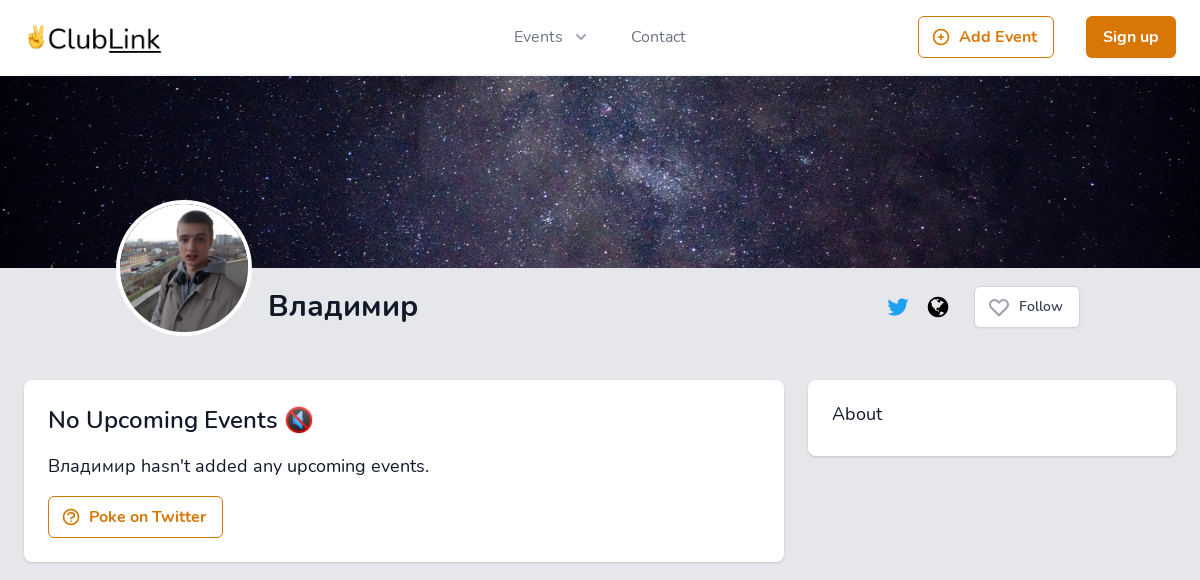 ✌️ClubLink
Events
Contact
Add Event
Sign up
Владимир
Follow
No Upcoming Events 🔇
Владимир hasn't added any upcoming events.
Poke on Twitter
About